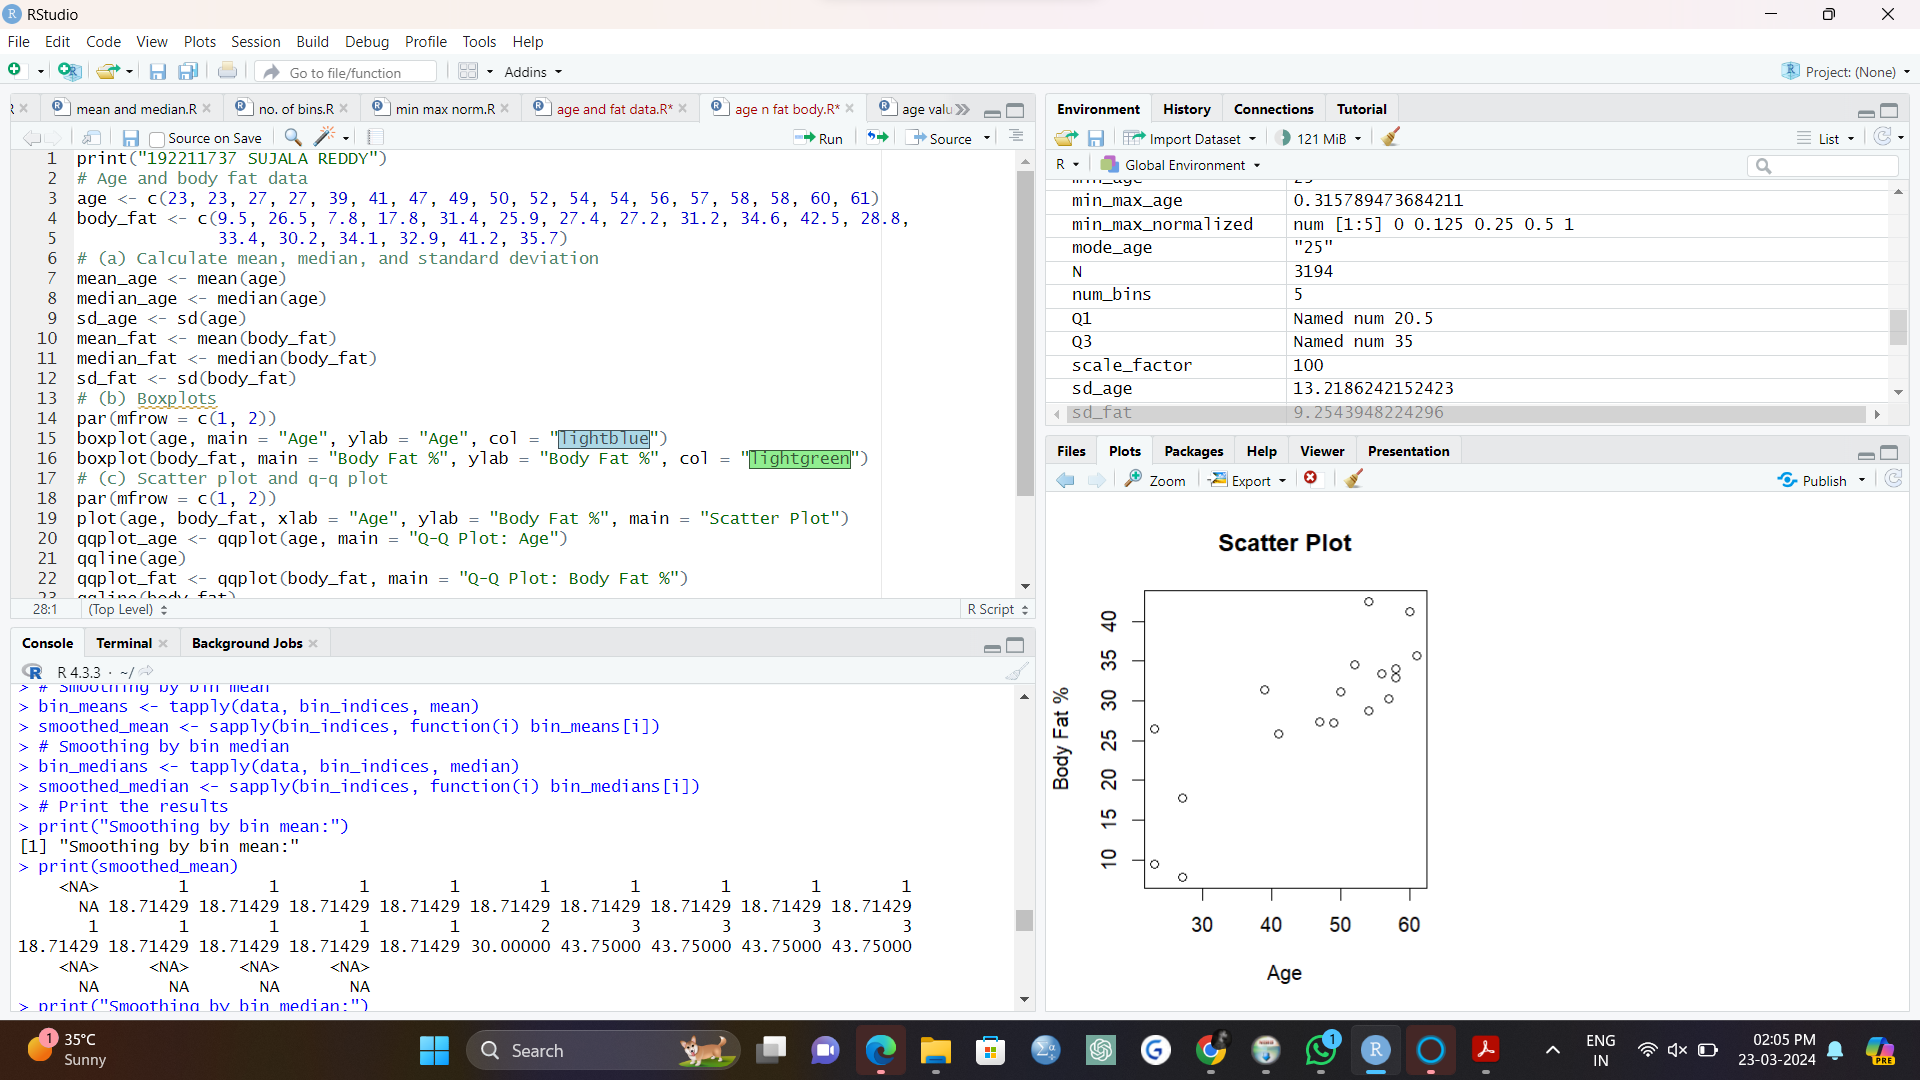 RStudio
File Edit Code View Plots Session Build Debug Profile Tools Help
Go to file/function Addins Project: (None)
mean and median.R no. of bins.R min max norm.R age and fat data.R* age n fat body.R* age valu
Source on Save Run Source
1 print("192211737 SUJALA REDDY")
2 # Age and body fat data
3 age <- c(23, 23, 27, 27, 39, 41, 47, 49, 50, 52, 54, 54, 56, 57, 58, 58, 60, 61)
4 body_fat <- c(9.5, 26.5, 7.8, 17.8, 31.4, 25.9, 27.4, 27.2, 31.2, 34.6, 42.5, 28.8,
5 33.4, 30.2, 34.1, 32.9, 41.2, 35.7)
6 # (a) Calculate mean, median, and standard deviation
7 mean_age <- mean(age)
8 median_age <- median(age)
9 sd_age <- sd(age)
10 mean_fat <- mean(body_fat)
11 median_fat <- median(body_fat)
12 sd_fat <- sd(body_fat)
13 # (b) Boxplots
14 par(mfrow = c(1, 2))
15 boxplot(age, main = "Age", ylab = "Age", col = "lightblue")
16 boxplot(body_fat, main = "Body Fat %", ylab = "Body Fat %", col = "lightgreen")
17 # (c) Scatter plot and q-q plot
18 par(mfrow = c(1, 2))
19 plot(age, body_fat, xlab = "Age", ylab = "Body Fat %", main = "Scatter Plot")
20 qqplot_age <- qqplot(age, main = "Q-Q Plot: Age")
21 qqline(age)
22 qqplot_fat <- qqplot(body_fat, main = "Q-Q Plot: Body Fat %")
23 qqline(body_fat)
28:1 (Top Level) R Script
Console Terminal Background Jobs
R 4.3.3 · ~/
> # Smoothing by bin mean
> bin_means <- tapply(data, bin_indices, mean)
> smoothed_mean <- sapply(bin_indices, function(i) bin_means[i])
> # Smoothing by bin median
> bin_medians <- tapply(data, bin_indices, median)
> smoothed_median <- sapply(bin_indices, function(i) bin_medians[i])
> # Print the results
> print("Smoothing by bin mean:")
[1] "Smoothing by bin mean:"
> print(smoothed_mean)
<NA> 1 1 1 1 1 1 1 1 1
NA 18.71429 18.71429 18.71429 18.71429 18.71429 18.71429 18.71429 18.71429 18.71429
1 1 1 1 1 2 3 3 3 3
18.71429 18.71429 18.71429 18.71429 18.71429 30.00000 43.75000 43.75000 43.75000 43.75000
<NA> <NA> <NA> <NA>
NA NA NA NA
> print("Smoothing by bin median:")
Environment History Connections Tutorial
Import Dataset 121 MiB List
R Global Environment
min_age 23
min_max_age 0.315789473684211
min_max_normalized num [1:5] 0 0.125 0.25 0.5 1
mode_age "25"
N 3194
num_bins 5
Q1 Named num 20.5
Q3 Named num 35
scale_factor 100
sd_age 13.2186242152423
sd_fat 9.2543948224296
Files Plots Packages Help Viewer Presentation
Zoom Export Publish
Scatter Plot
Body Fat %
40
35
30
25
20
15
10
30 40 50 60
Age
1 35°C
Sunny
Search
1
ENG
IN
02:05 PM
23-03-2024
PRE